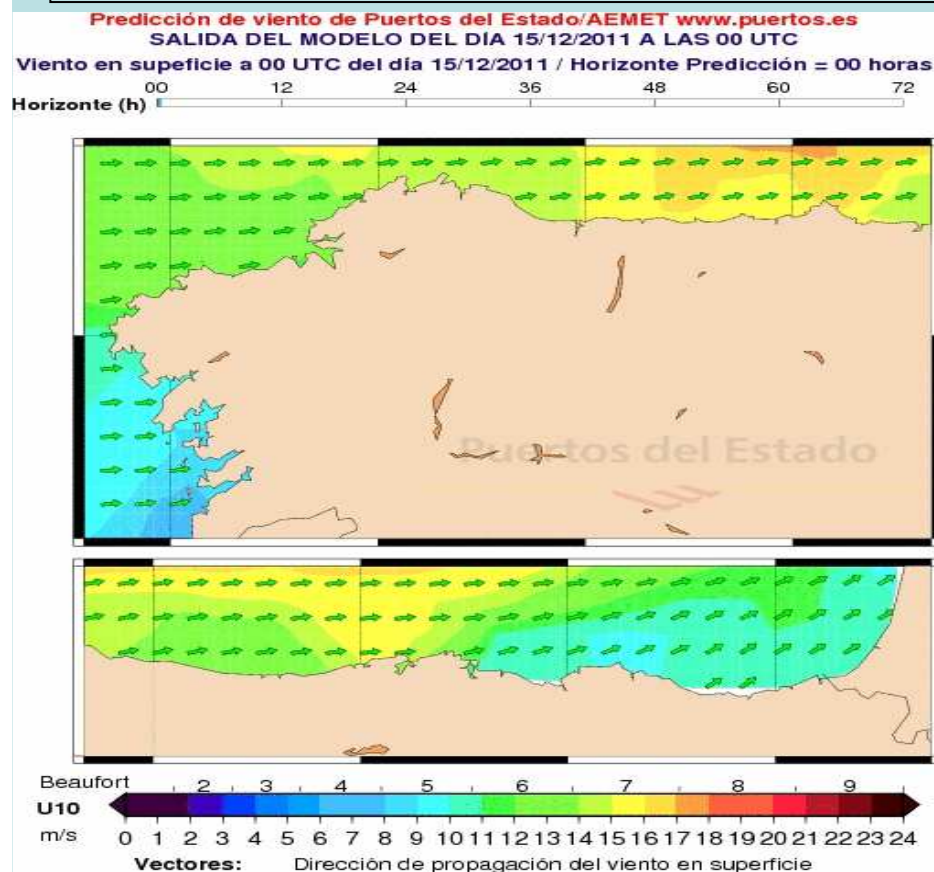 Predicción de viento de Puertos del Estado/AEMET www.puertos.es
SALIDA DEL MODELO DEL DÍA 15/12/2011 A LAS 00 UTC
Viento en supeficie a 00 UTC del día 15/12/2011 / Horizonte Predicción = 00 horas
00 12 24 36 48 60 72
Horizonte (h)
Puertos del Estado
Beaufort 2 3 4 5 6 7 8 9
U10
m/s 0 1 2 3 4 5 6 7 8 9 10 11 12 13 14 15 16 17 18 19 20 21 22 23 24
Vectores: Dirección de propagación del viento en superficie